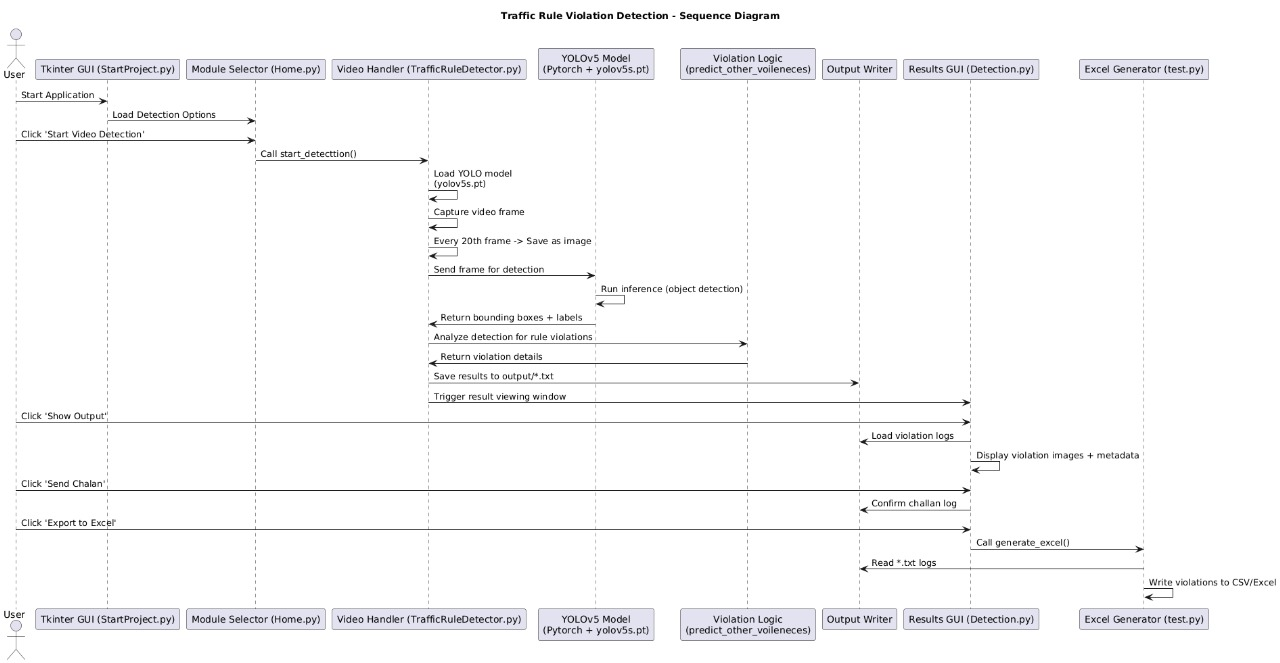 Traffic Rule Violation Detection - Sequence Diagram
User
Tkinter GUI (StartProject.py)
Module Selector (Home.py)
Video Handler (TrafficRuleDetector.py)
YOLOv5 Model
(Pytorch + yolov5s.pt)
Violation Logic
(predict_other_voileneces)
Output Writer
Results GUI (Detection.py)
Excel Generator (test.py)
Start Application
Load Detection Options
Click 'Start Video Detection'
Call start_detecttion()
Load YOLO model
(yolov5s.pt)
Capture video frame
Every 20th frame -> Save as image
Send frame for detection
Run inference (object detection)
Return bounding boxes + labels
Analyze detection for rule violations
Return violation details
Save results to output/*.txt
Trigger result viewing window
Click 'Show Output'
Load violation logs
Display violation images + metadata
Click 'Send Chalan'
Confirm challan log
Click 'Export to Excel'
Call generate_excel()
Read *.txt logs
Write violations to CSV/Excel
User
Tkinter GUI (StartProject.py)
Module Selector (Home.py)
Video Handler (TrafficRuleDetector.py)
YOLOv5 Model
(Pytorch + yolov5s.pt)
Violation Logic
(predict_other_voileneces)
Output Writer
Results GUI (Detection.py)
Excel Generator (test.py)